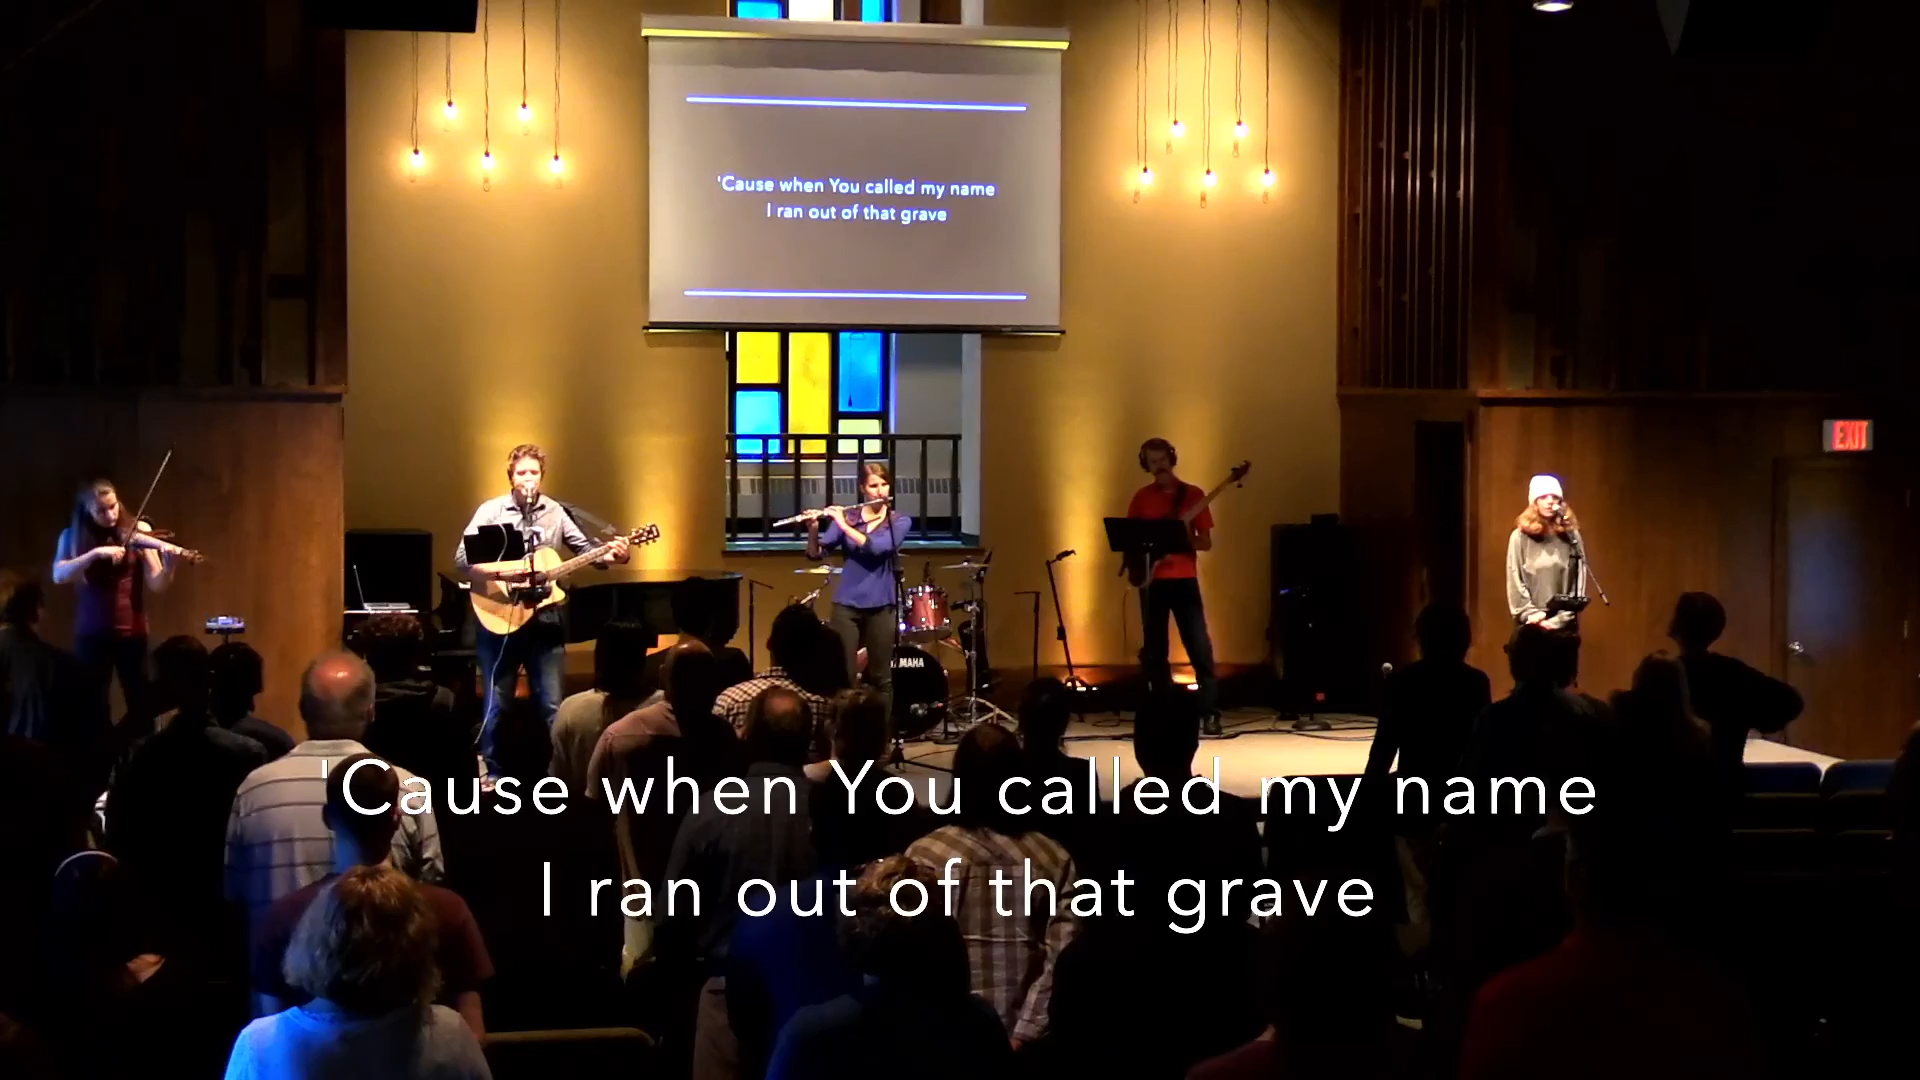 'Cause when You called my name
I ran out of that grave
EXIT
YAMAHA
'Cause when You called my name
I ran out of that grave